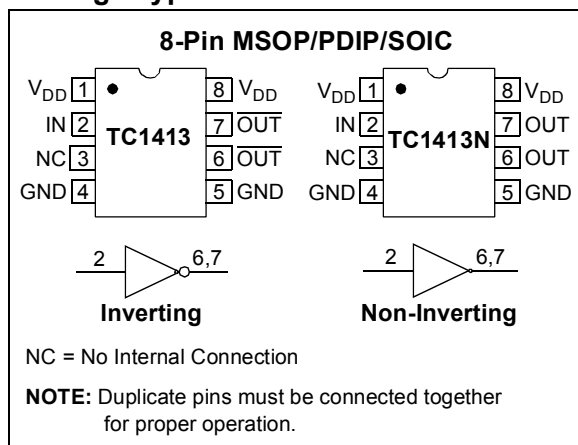 8-Pin MSOP/PDIP/SOIC
VDD 1 8 VDD
IN 2 7 OUT
NC 3 6 OUT
GND 4 5 GND
TC1413
VDD 1 8 VDD
IN 2 7 OUT
NC 3 6 OUT
GND 4 5 GND
TC1413N
2 6,7
Inverting
2 6,7
Non-Inverting
NC = No Internal Connection
NOTE: Duplicate pins must be connected together
for proper operation.